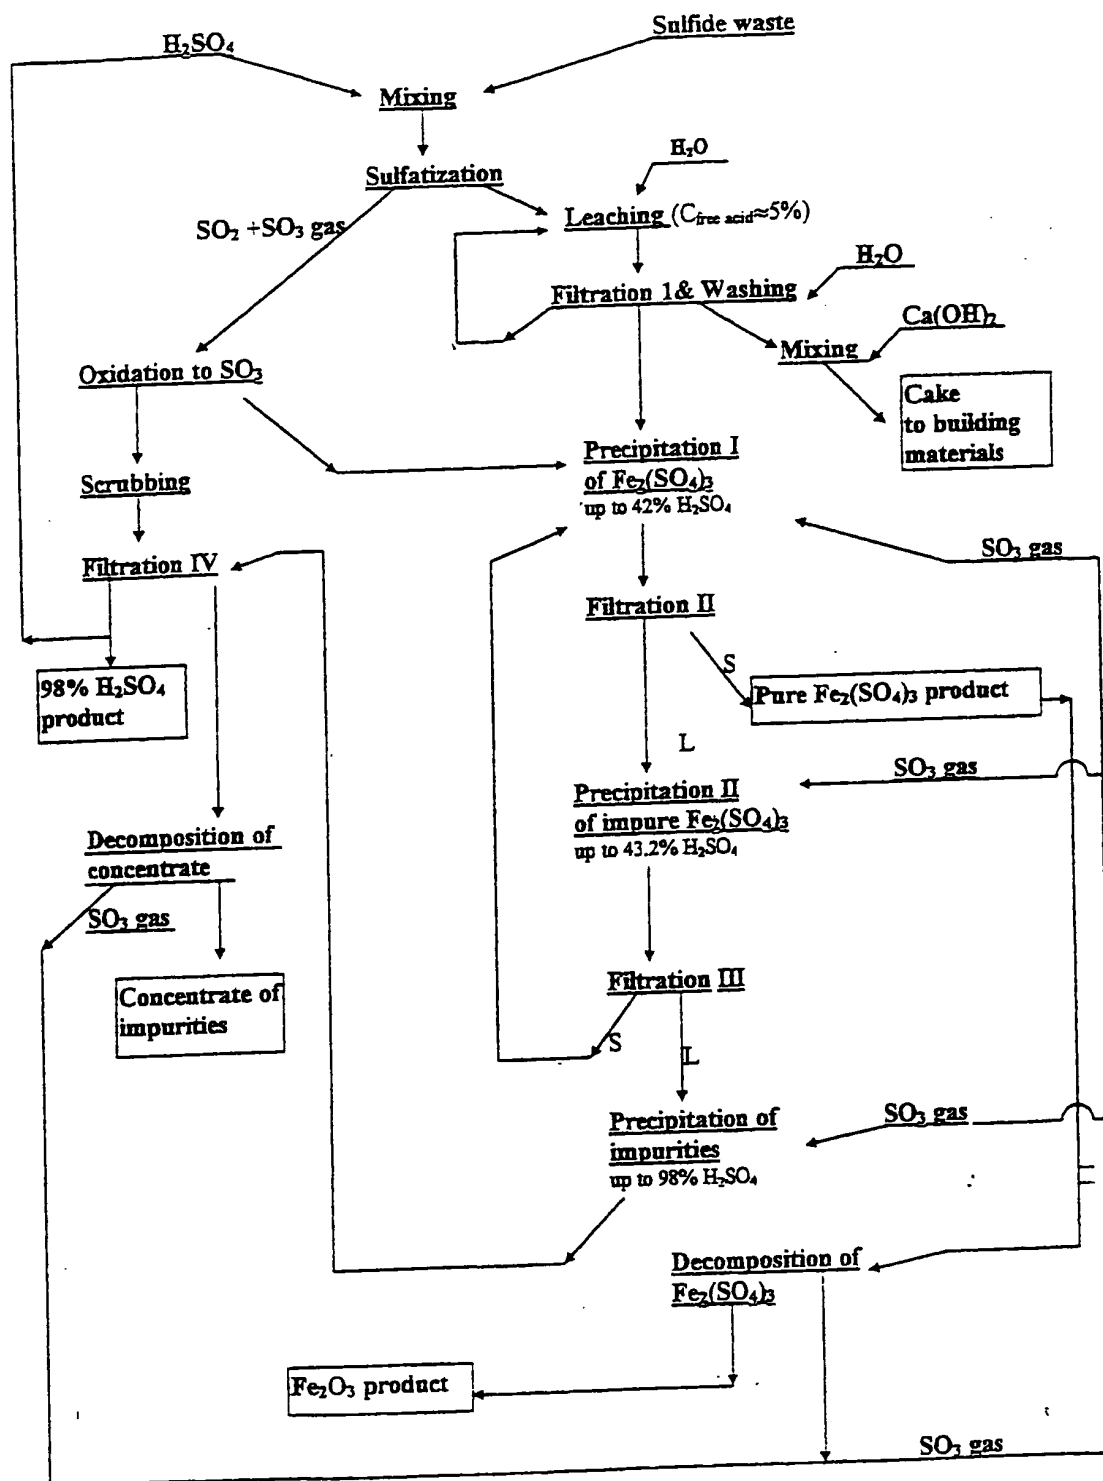 Sulfide waste
H₂SO₄
Mixing
H₂O
Sulfatization
Leaching (C free acid≈5%)
SO₂ +SO₃ gas
H₂O
Filtration 1& Washing
Ca(OH)₂
Mixing
Oxidation to SO₃
Cake
to building
materials
Precipitation I
of Fe₂(SO₄)₃
up to 42% H₂SO₄
Scrubbing
SO₃ gas
Filtration IV
Filtration II
S
98% H₂SO₄
product
Pure Fe₂(SO₄)₃ product
L
SO₃ gas
Precipitation II
of impure Fe₂(SO₄)₃
up to 43.2% H₂SO₄
Decomposition of
concentrate
SO₃ gas
Filtration III
Concentrate of
impurities
S
L
SO₃ gas
Precipitation of
impurities
up to 98% H₂SO₄
Decomposition of
Fe₂(SO₄)₃
Fe₂O₃ product
SO₃ gas